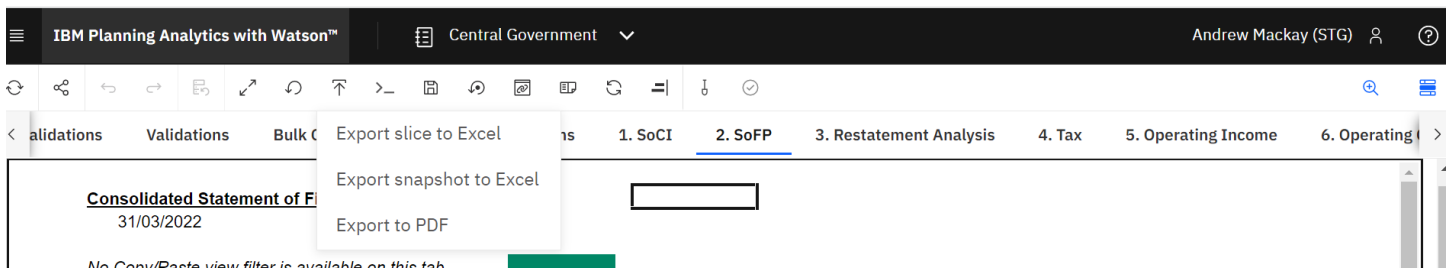 IBM Planning Analytics with Watson™
Central Government
Andrew Mackay (STG)
alidations Validations Bulk ns 1. SoCI 2. SoFP 3. Restatement Analysis 4. Tax 5. Operating Income 6. Operating
Export slice to Excel
Export snapshot to Excel
Export to PDF
Consolidated Statement of Fi
31/03/2022
No Copy/Paste view filter is available on this tab